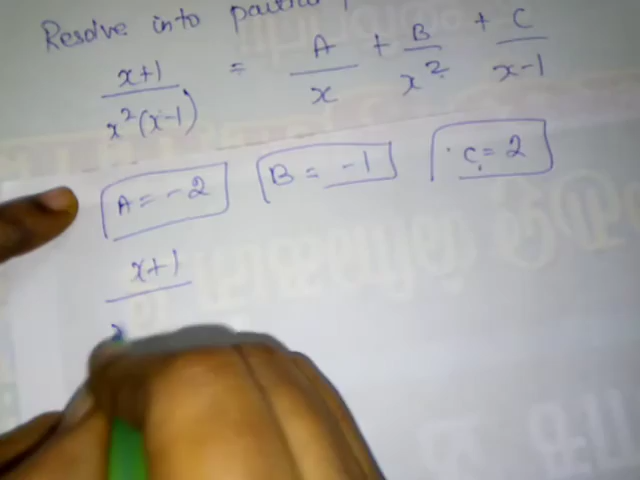 Resolve into
x+1 / x²(x-1) = A / x + B / x² + C / x-1
A = -2 B = -1 C = 2
x+1